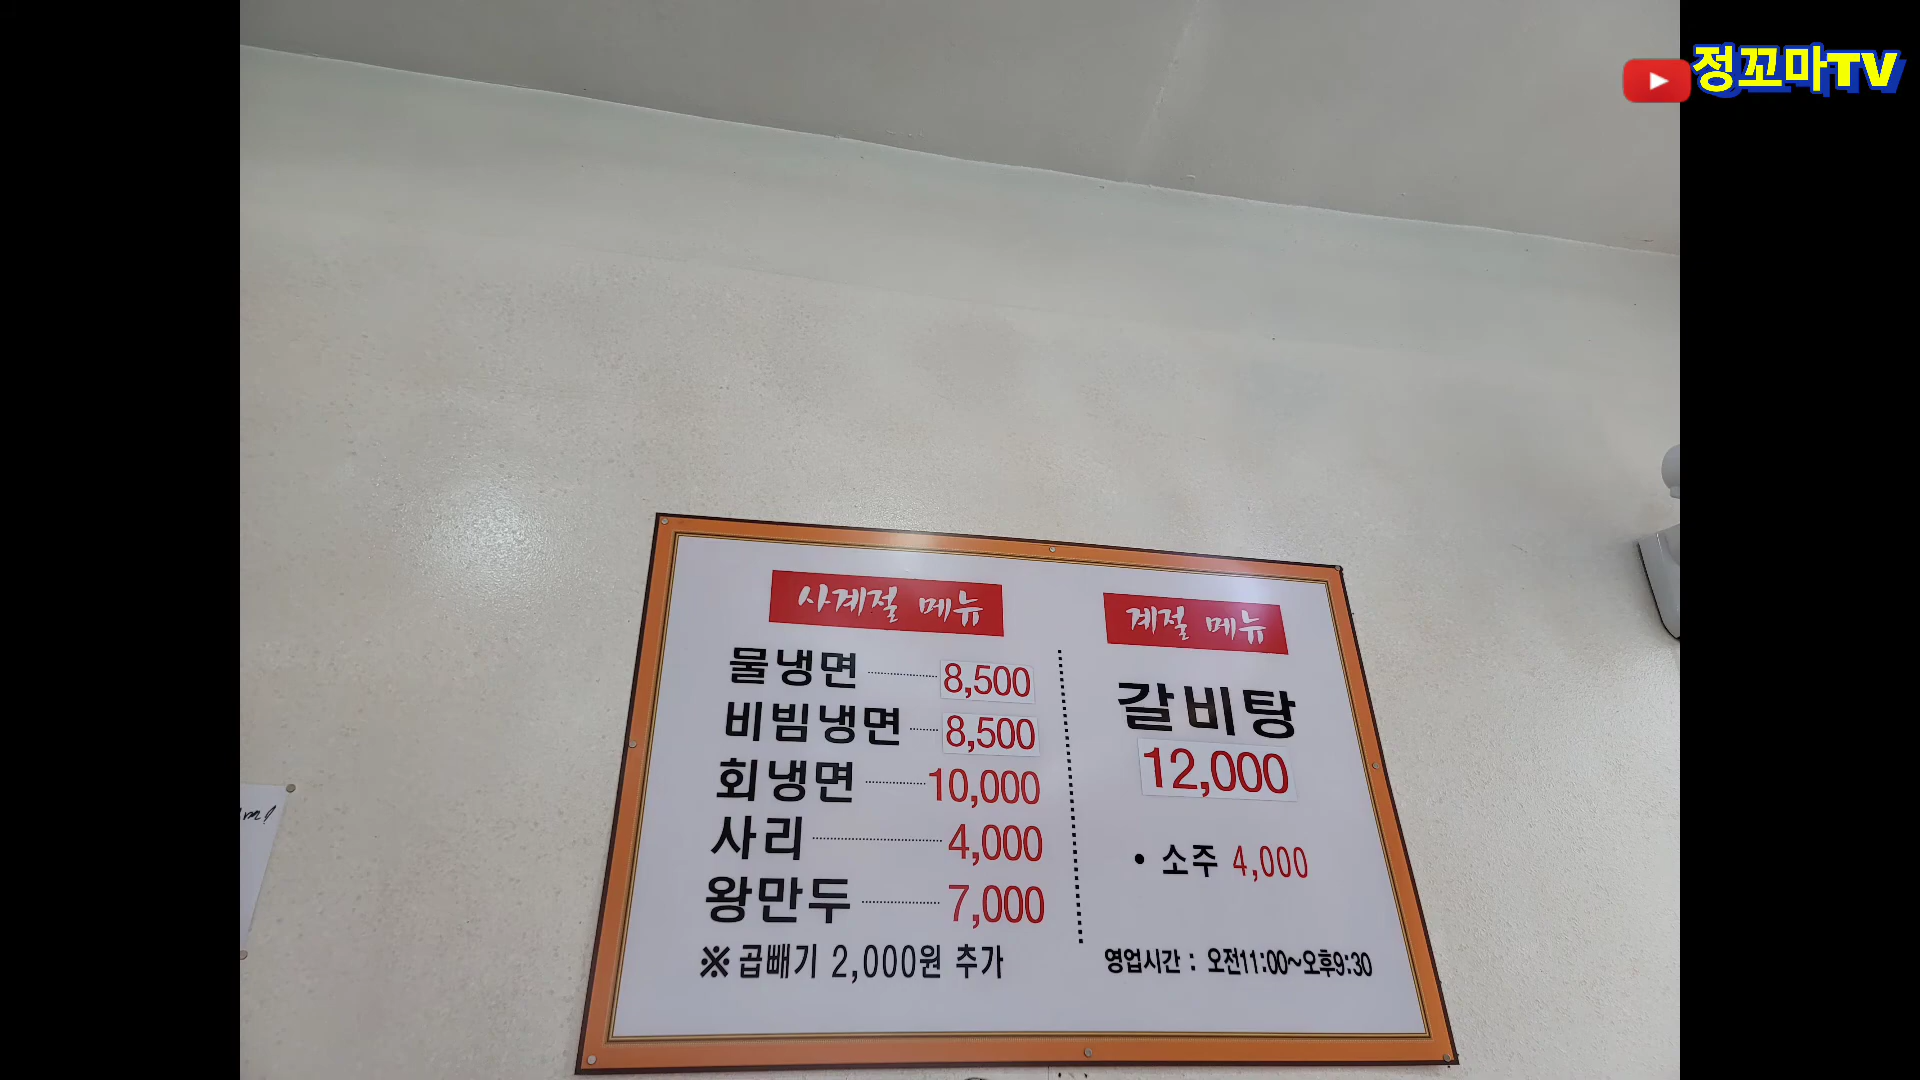 정꼬마TV
사계절 메뉴
물냉면 8,500
비빔냉면 8,500
회냉면 10,000
사리 4,000
왕만두 7,000
※곱빼기 2,000원 추가
계절 메뉴
갈비탕
12,000
• 소주 4,000
영업시간 : 오전11:00~오후9:30